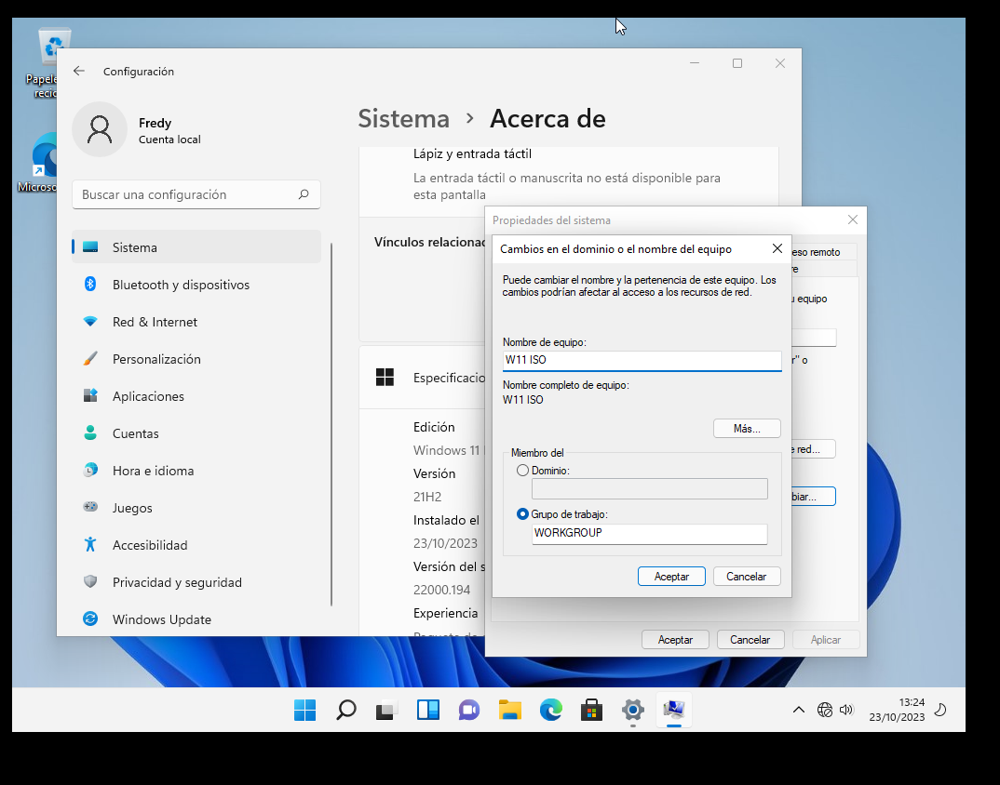 Papele
recic
Microso
Configuración
Fredy
Cuenta local
Buscar una configuración
Sistema
Bluetooth y dispositivos
Red & Internet
Personalización
Aplicaciones
Cuentas
Hora e idioma
Juegos
Accesibilidad
Privacidad y seguridad
Windows Update
Sistema > Acerca de
Lápiz y entrada táctil
La entrada táctil o manuscrita no está disponible para
esta pantalla
Vínculos relacionad
Especificacio
Edición
Windows 11
Versión
21H2
Instalado el
23/10/2023
Versión del s
22000.194
Experiencia
Propiedades del sistema
eso remoto
re
u equipo
r" o
e red...
biar...
Aceptar
Cancelar
Aplicar
Cambios en el dominio o el nombre del equipo
Puede cambiar el nombre y la pertenencia de este equipo. Los
cambios podrían afectar al acceso a los recursos de red.
Nombre de equipo:
W11 ISO
Nombre completo de equipo:
W11 ISO
Más...
Miembro del
Dominio:
Grupo de trabajo:
WORKGROUP
Aceptar
Cancelar
13:24
23/10/2023